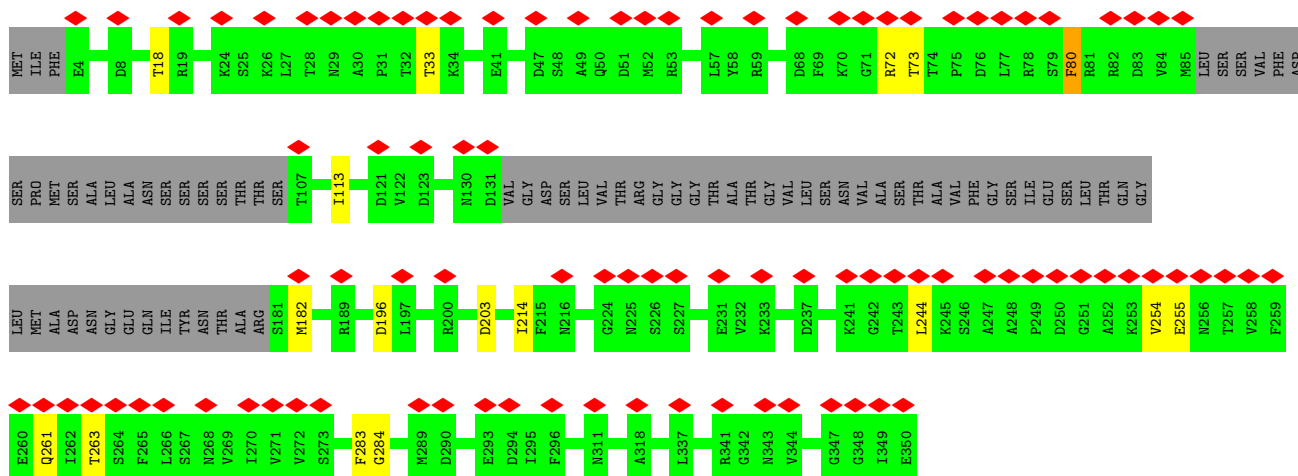 MET ILE PHE E4 D8 T18 R19 K24 S25 K26 L27 T28 N29 A30 P31 T32 T33 K34 E41 D47 S48 A49 Q50 D51 M52 R53 L57 Y58 R59 D68 F69 K70 G71 R72 T73 T74 P75 D76 L77 R78 S79 F80 R81 R82 D83 V84 M85 LEU SER SER VAL PHE ASP
SER PRO MET SER ALA LEU ALA ASN SER SER SER SER THR THR SER T107 I113 D121 V122 D123 N130 D131 VAL GLY ASP SER LEU VAL THR ARG GLY GLY GLY THR ALA THR GLY VAL LEU SER ASN VAL ALA SER THR ALA VAL PHE GLY SER ILE GLU SER LEU THR GLN GLY
LEU MET ALA ASP ASN GLY GLU GLN ILE TYR ASN THR ALA ARG S181 M182 R189 D196 L197 R200 D203 I214 F215 N216 G224 N225 S226 S227 E231 V232 K233 D237 K241 G242 T243 L244 K245 S246 A247 A248 P249 D250 G251 A252 K253 V254 E255 N256 T257 V258 F259
E260 Q261 I262 T263 S264 F265 L266 S267 N268 V269 I270 V271 V272 S273 F283 G284 M289 D290 E293 D294 I295 F296 N311 A318 L337 R341 G342 N343 V344 G347 G348 I349 E350